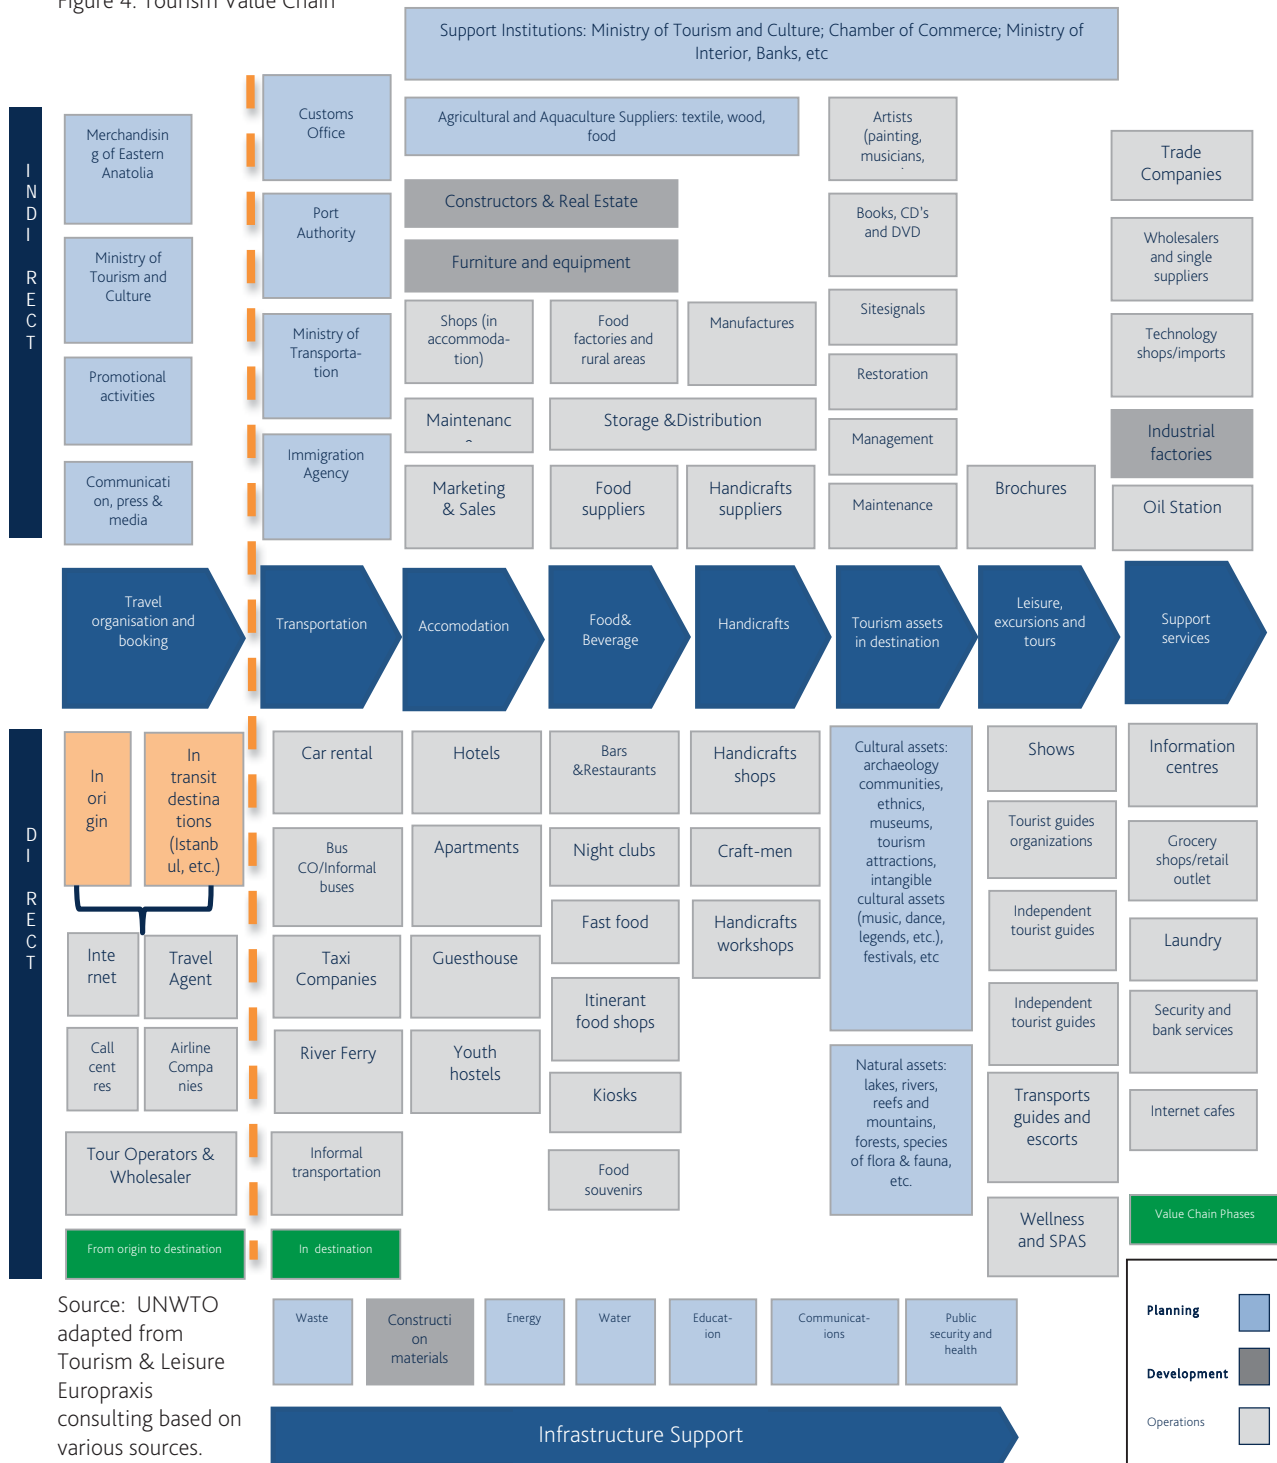 Figure 4: Tourism Value Chain
Support Institutions: Ministry of Tourism and Culture; Chamber of Commerce; Ministry of
Interior, Banks, etc
INDIRECT
Merchandisin
g of Eastern
Anatolia
Ministry of
Tourism and
Culture
Promotional
activities
Communicati
on, press &
media
Customs
Office
Port
Authority
Ministry of
Transporta-
tion
Immigration
Agency
Agricultural and Aquaculture Suppliers: textile, wood,
food
Constructors & Real Estate
Furniture and equipment
Shops (in
accommoda-
tion)
Food
factories and
rural areas
Manufactures
Maintenanc
Storage &Distribution
Marketing
& Sales
Food
suppliers
Handicrafts
suppliers
Artists
(painting,
musicians,
Books, CD's
and DVD
Sitesignals
Restoration
Management
Maintenance
Brochures
Trade
Companies
Wholesalers
and single
suppliers
Technology
shops/imports
Industrial
factories
Oil Station
Travel
organisation and
booking
Transportation
Accomodation
Food&
Beverage
Handicrafts
Tourism assets
in destination
Leisure,
excursions and
tours
Support
services
DIRECT
In
ori
gin
In
transit
destina
tions
(Istanb
ul, etc.)
Inte
rnet
Travel
Agent
Call
cent
res
Airline
Compa
nies
Tour Operators &
Wholesaler
From origin to destination
Car rental
Bus
CO/Informal
buses
Taxi
Companies
River Ferry
Informal
transportation
In destination
Hotels
Apartments
Guesthouse
Youth
hostels
Bars
&Restaurants
Night clubs
Fast food
Itinerant
food shops
Kiosks
Food
souvenirs
Handicrafts
shops
Craft-men
Handicrafts
workshops
Cultural assets:
archaeology
communities,
ethnics,
museums,
tourism
attractions,
intangible
cultural assets
(music, dance,
legends, etc.),
festivals, etc
Natural assets:
lakes, rivers,
reefs and
mountains,
forests, species
of flora & fauna,
etc.
Shows
Tourist guides
organizations
Independent
tourist guides
Independent
tourist guides
Transports
guides and
escorts
Wellness
and SPAS
Information
centres
Grocery
shops/retail
outlet
Laundry
Security and
bank services
Internet cafes
Value Chain Phases
Planning
Development
Operations
Source: UNWTO
adapted from
Tourism & Leisure
Europraxis
consulting based on
various sources.
Waste
Constructi
on
materials
Energy
Water
Educat-
ion
Communicat-
ions
Public
security and
health
Infrastructure Support